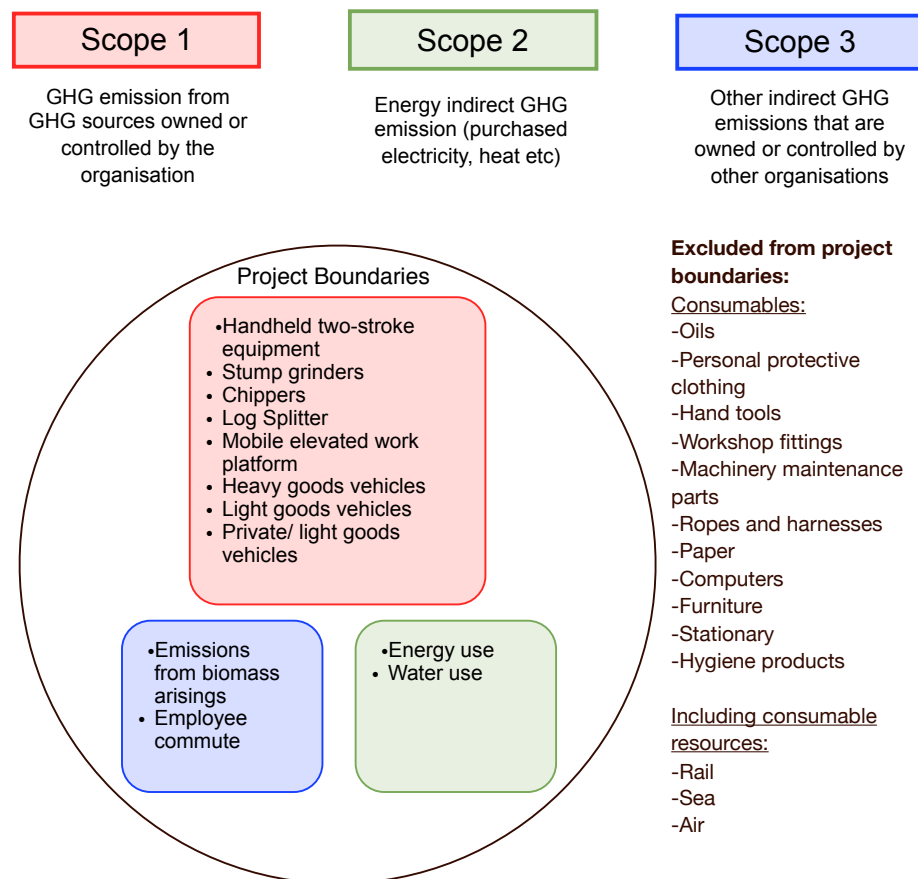 Scope 1
GHG emission from
GHG sources owned or
controlled by the
organisation
Scope 2
Energy indirect GHG
emission (purchased
electricity, heat etc)
Scope 3
Other indirect GHG
emissions that are
owned or controlled by
other organisations
Project Boundaries
•Handheld two-stroke
equipment
• Stump grinders
• Chippers
• Log Splitter
• Mobile elevated work
platform
• Heavy goods vehicles
• Light goods vehicles
• Private/ light goods
vehicles
•Emissions
from biomass
arisings
• Employee
commute
•Energy use
• Water use
Excluded from project
boundaries:
Consumables:
-Oils
-Personal protective
clothing
-Hand tools
-Workshop fittings
-Machinery maintenance
parts
-Ropes and harnesses
-Paper
-Computers
-Furniture
-Stationary
-Hygiene products
Including consumable
resources:
-Rail
-Sea
-Air